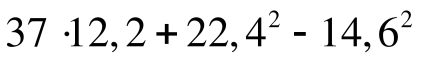 37 ·12,2 + 22,4² - 14,6²